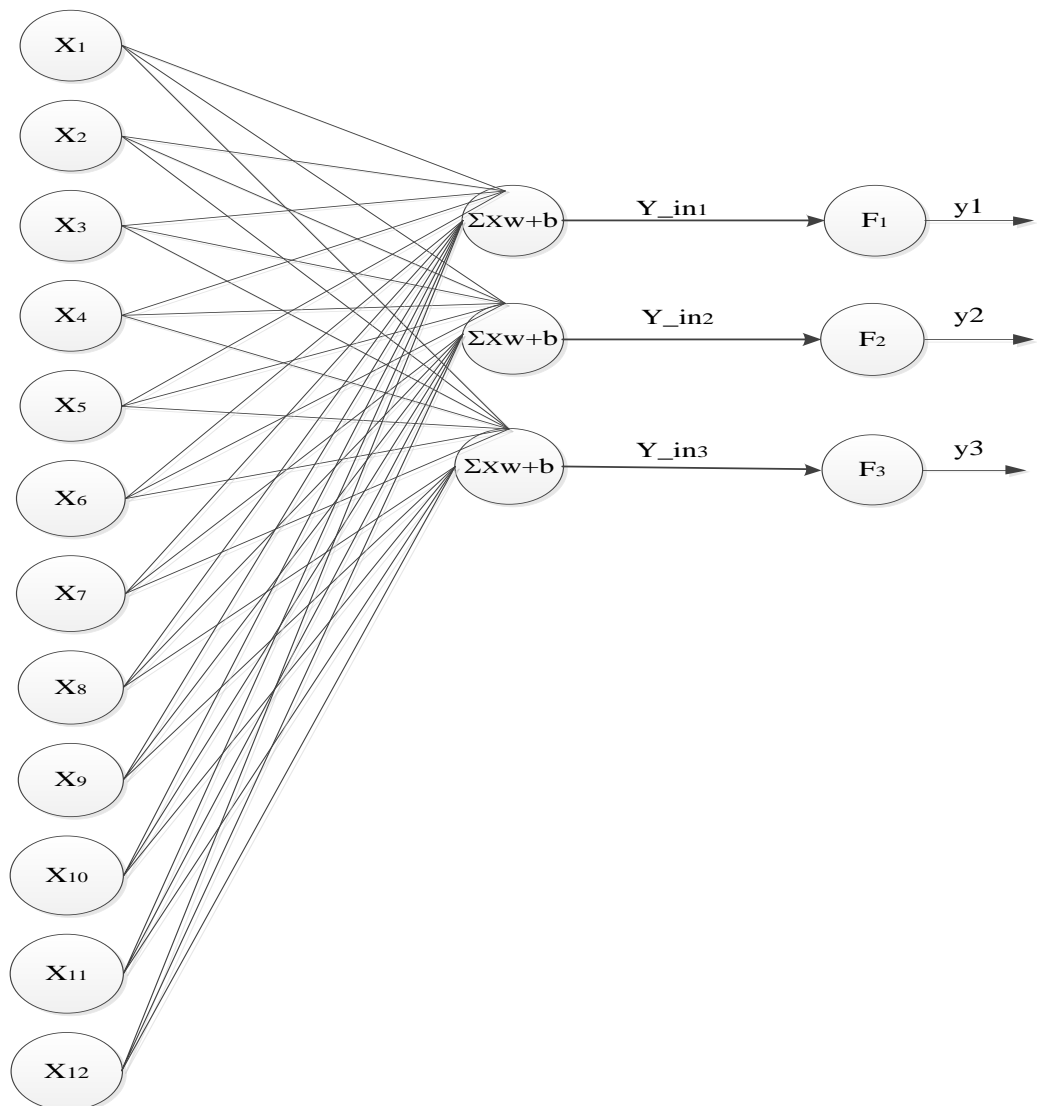 X1
X2
X3
X4
X5
X6
X7
X8
X9
X10
X11
X12
Σxw+b
Y_in1
F1
y1
Σxw+b
Y_in2
F2
y2
Σxw+b
Y_in3
F3
y3